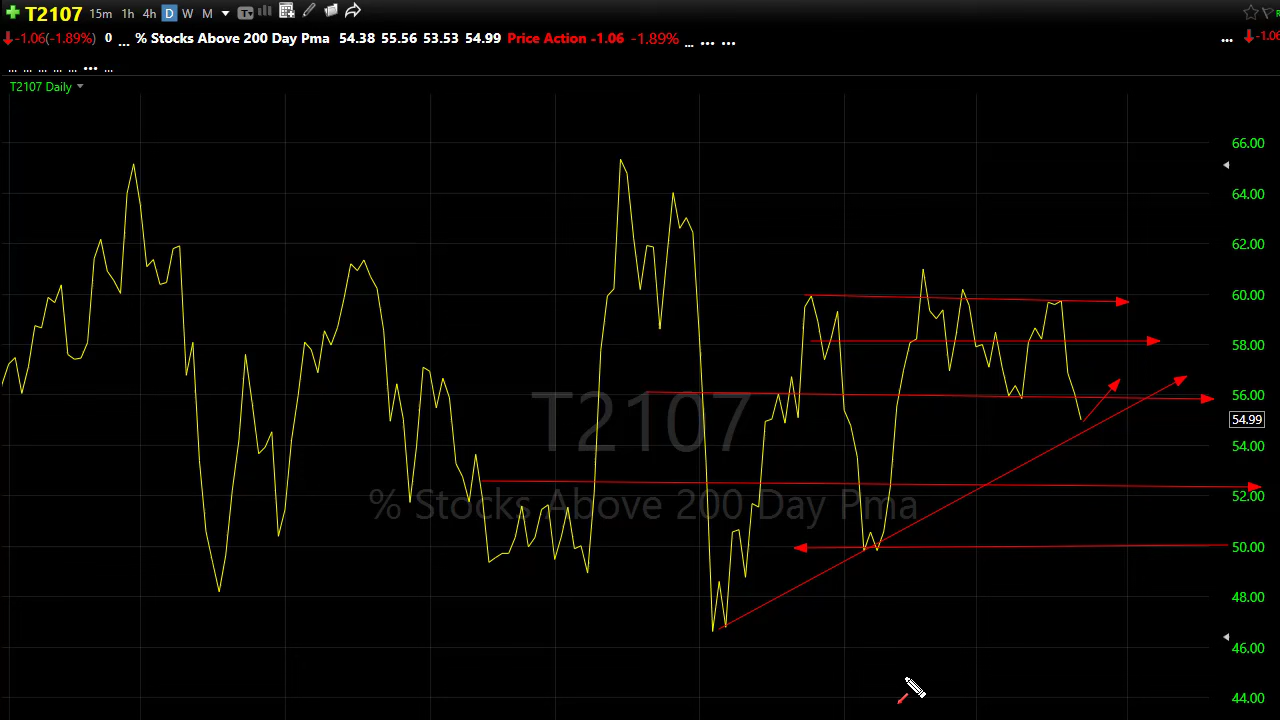 T2107 15m 1h 4h D W M Tv
-1.06(-1.89%) 0 ... % Stocks Above 200 Day Pma 54.38 55.56 53.53 54.99 Price Action -1.06 -1.89% ... ... ... ... -1.06
... ... ... ... ... ... ...
T2107 Daily
66.00
64.00
62.00
60.00
58.00
56.00
54.99
54.00
52.00
50.00
48.00
46.00
44.00
T2107
% Stocks Above 200 Day Pma